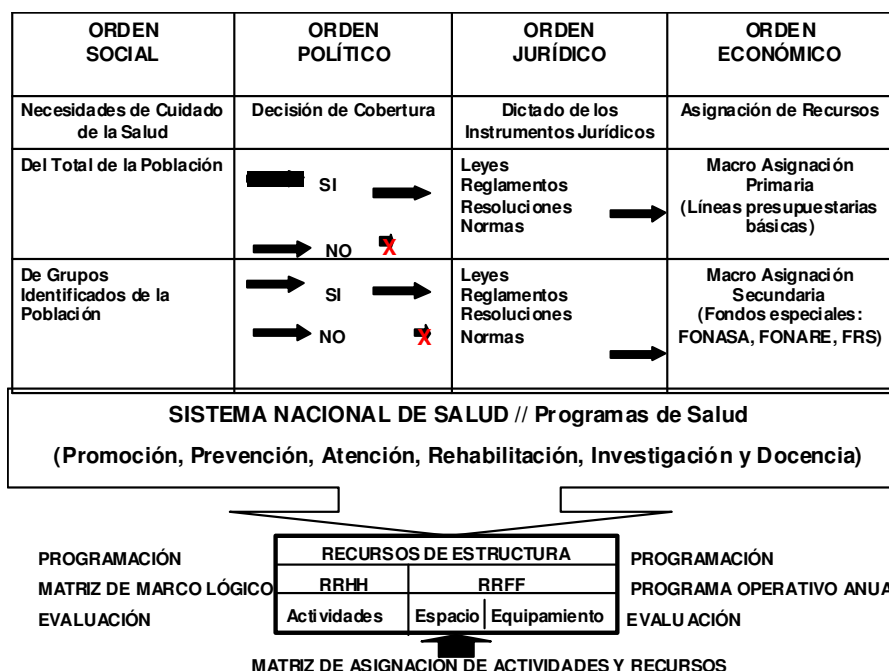 ORDEN
SOCIAL
ORDEN
POLÍTICO
ORDEN
JURÍDICO
ORDEN
ECONÓMICO
Necesidades de Cuidado
de la Salud
Decisión de Cobertura
Dictado de los
Instrumentos Jurídicos
Asignación de Recursos
Del Total de la Población
SI
NO
X
Leyes
Reglamentos
Resoluciones
Normas
Macro Asignación
Primaria
(Líneas presupuestarias
básicas)
De Grupos
Identificados de la
Población
SI
NO
X
Leyes
Reglamentos
Resoluciones
Normas
Macro Asignación
Secundaria
(Fondos especiales:
FONASA, FONARE, FRS)
SISTEMA NACIONAL DE SALUD // Programas de Salud
(Promoción, Prevención, Atención, Rehabilitación, Investigación y Docencia)
PROGRAMACIÓN
MATRIZ DE MARCO LÓGICO
EVALUACIÓN
RECURSOS DE ESTRUCTURA
RRHH
RRFF
Actividades
Espacio
Equipamiento
PROGRAMACIÓN
PROGRAMA OPERATIVO ANUA
EVALUACIÓN
MATRIZ DE ASIGNACIÓN DE ACTIVIDADES Y RECURSOS